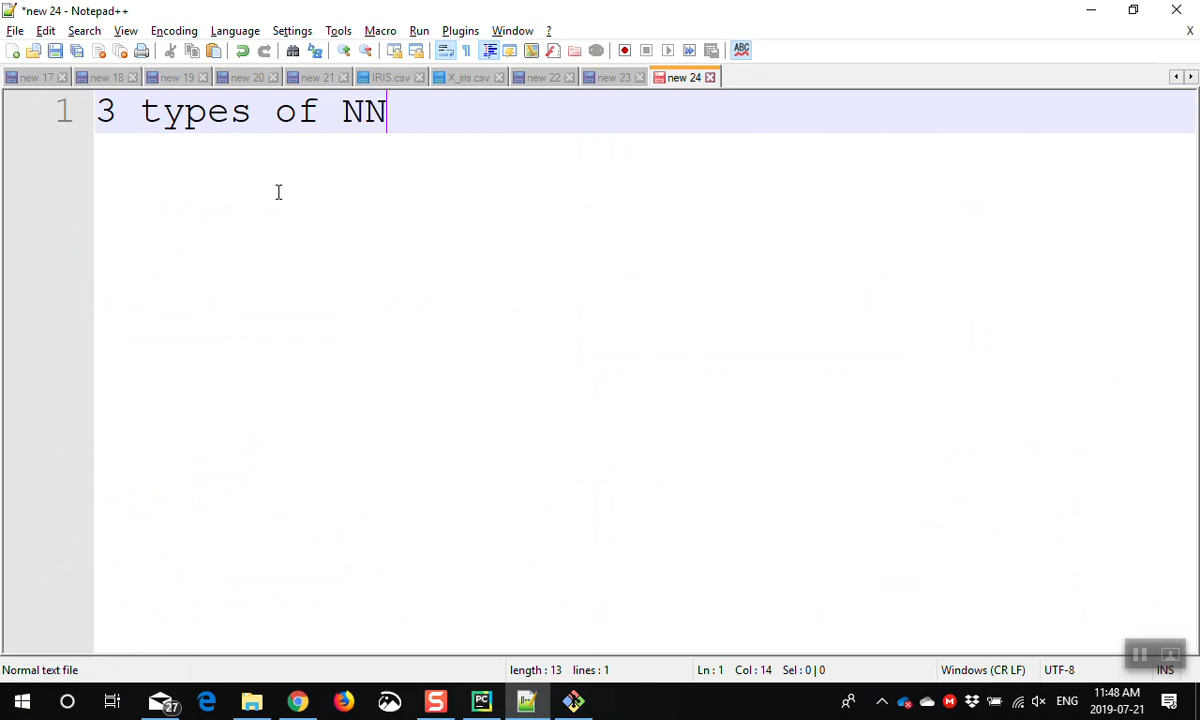 *new 24 - Notepad++
File Edit Search View Encoding Language Settings Tools Macro Run Plugins Window ? X
ABC
new 17 new 18 new 19 new 20 new 21 IRIS.csv X_iris.csv new 22 new 23 new 24
1 3 types of NN
Normal text file length : 13 lines : 1 Ln : 1 Col : 14 Sel : 0 | 0 Windows (CR LF) UTF-8 INS
27 S PC M ENG 11:48 AM
2019-07-21